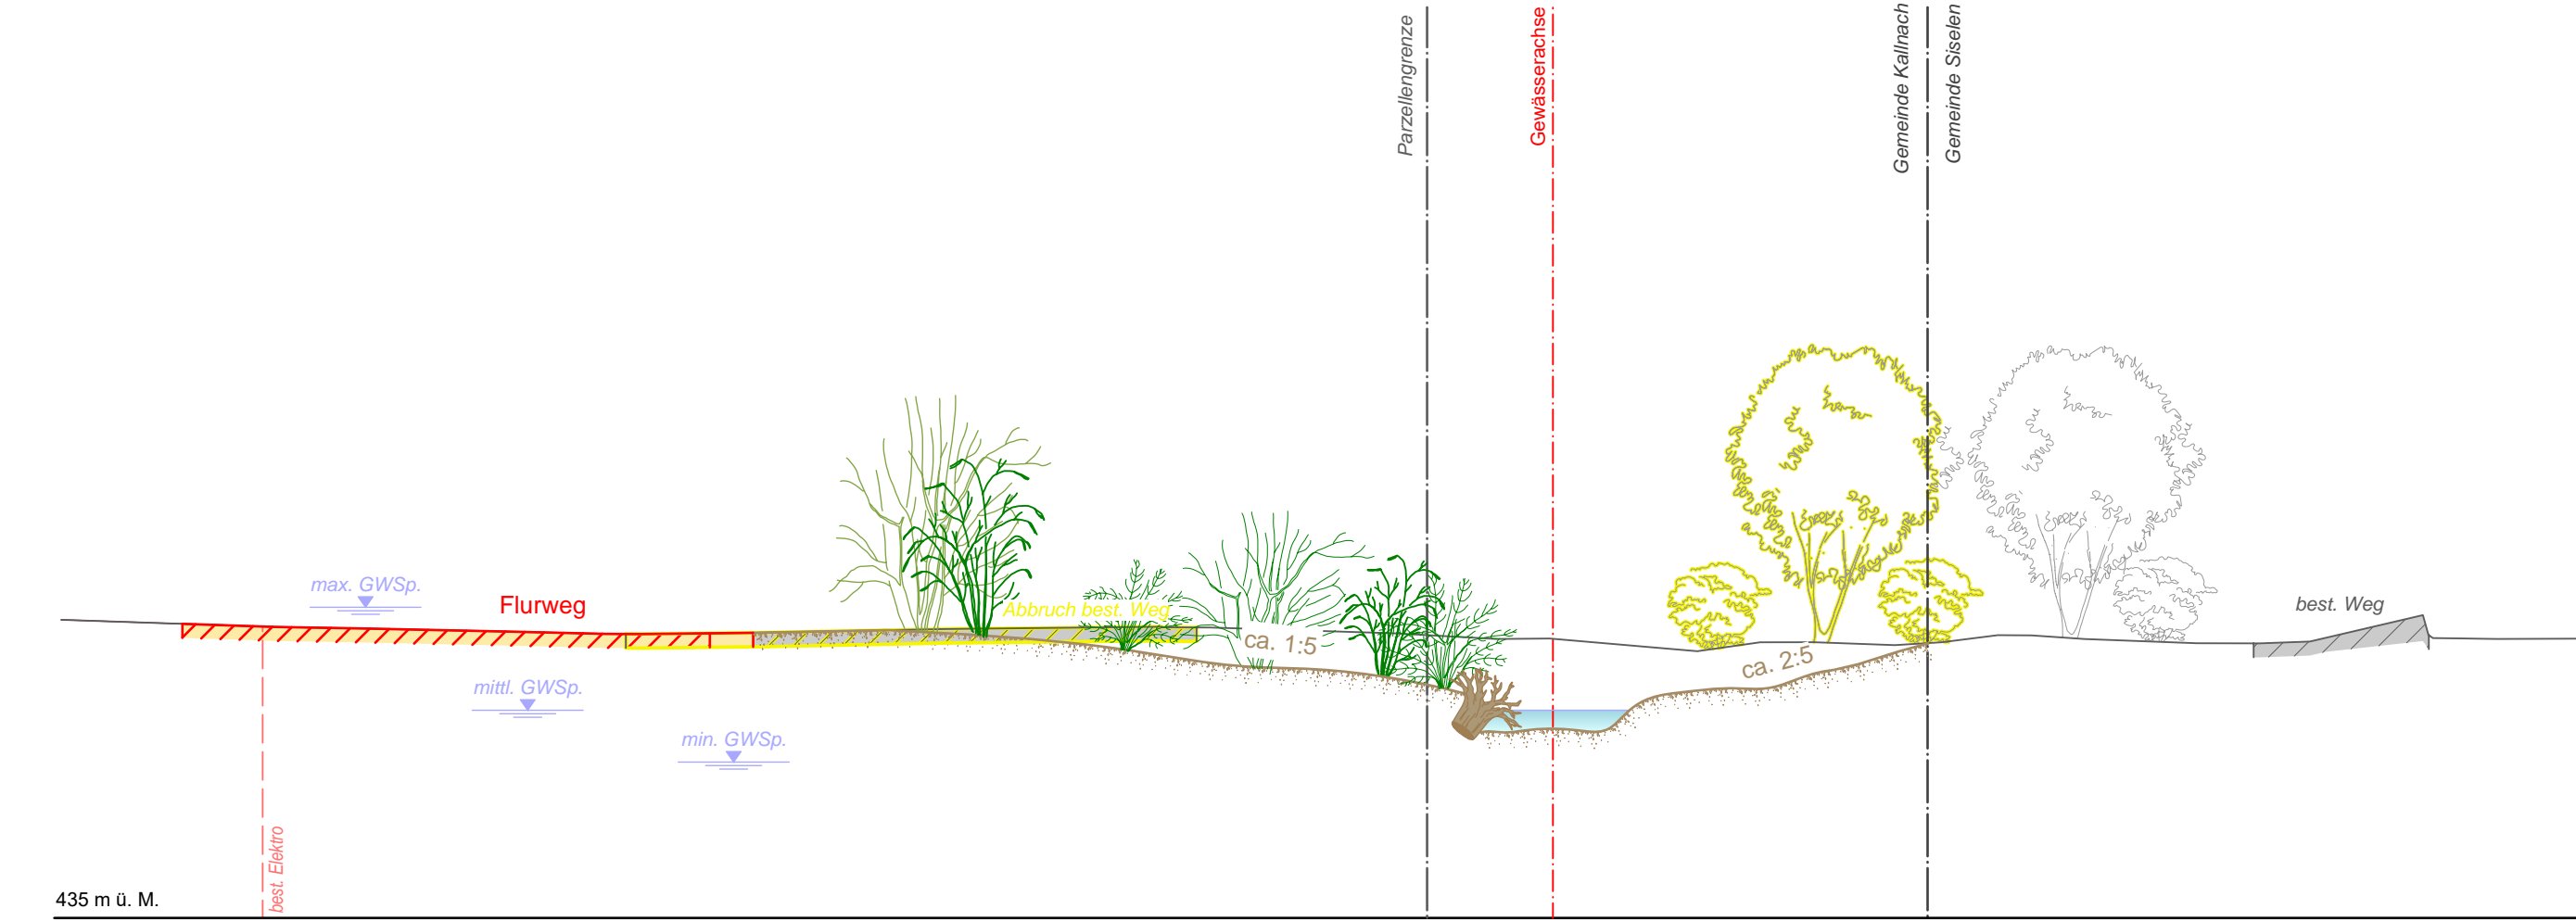 Parzellengrenze
Gewässerachse
Gemeinde Kallnach
Gemeinde Siselen
max. GWSp.
Flurweg
Abbruch best. Weg
best. Weg
ca. 1:5
ca. 2:5
mittl. GWSp.
min. GWSp.
best. Elektro
435 m ü. M.